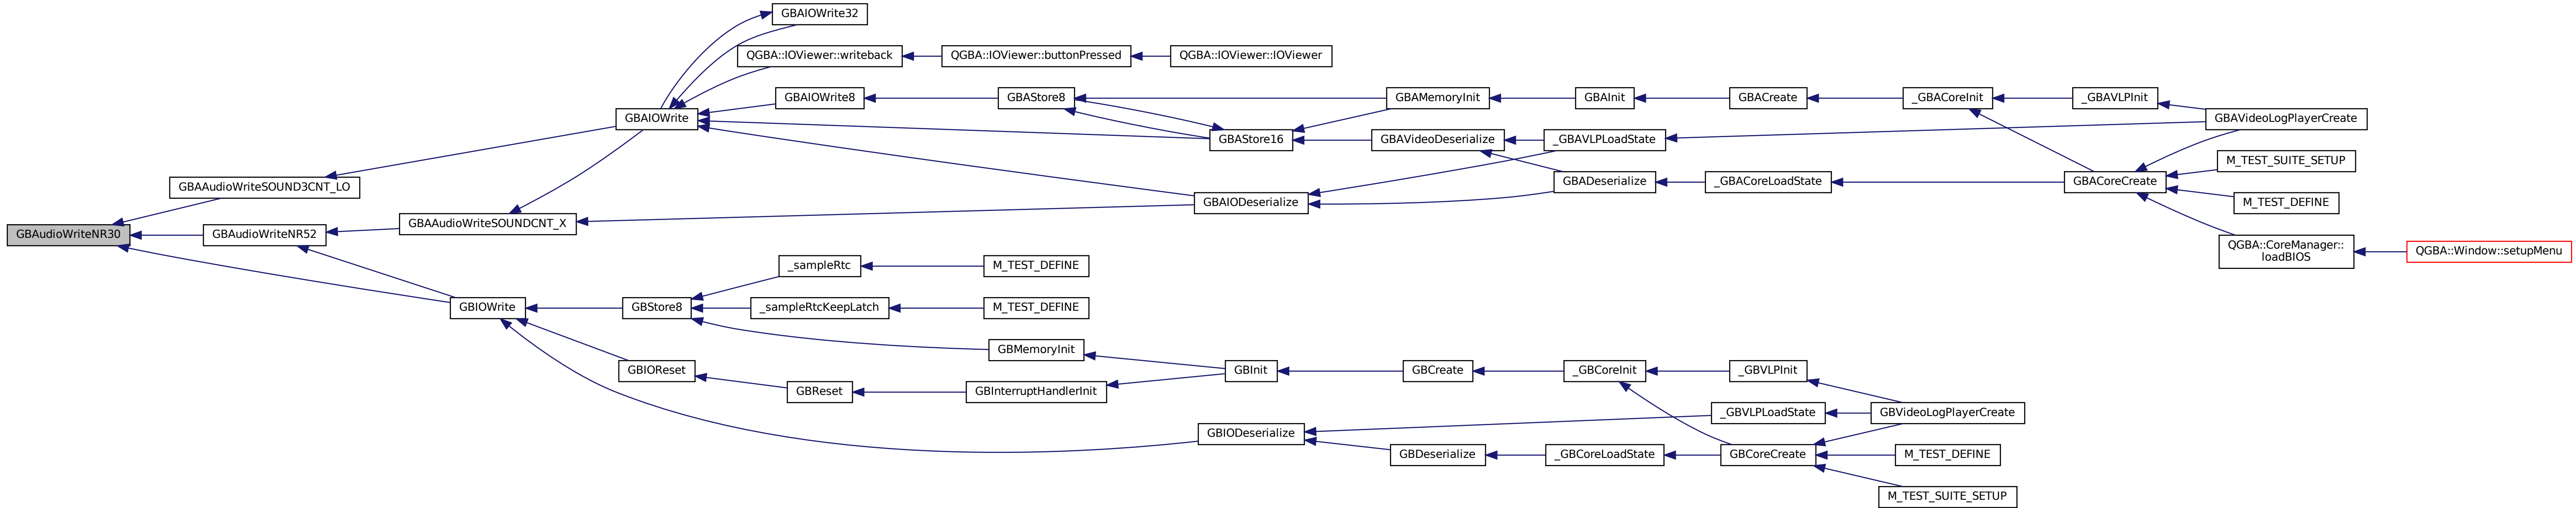 GBAIOWrite32
QGBA::IOViewer::writeback
QGBA::IOViewer::buttonPressed
QGBA::IOViewer::IOViewer
GBAIOWrite8
GBAStore8
GBAMemoryInit
GBAInit
GBACreate
_GBACoreInit
_GBAVLPInit
GBAIOWrite
GBAVideoLogPlayerCreate
GBAStore16
GBAVideoDeserialize
_GBAVLPLoadState
M_TEST_SUITE_SETUP
GBAAudioWriteSOUND3CNT_LO
GBADeserialize
_GBACoreLoadState
GBACoreCreate
GBAIODeserialize
M_TEST_DEFINE
GBAAudioWriteSOUNDCNT_X
GBAudioWriteNR30
GBAudioWriteNR52
QGBA::CoreManager::
loadBIOS
QGBA::Window::setupMenu
_sampleRtc
M_TEST_DEFINE
GBIOWrite
GBStore8
_sampleRtcKeepLatch
M_TEST_DEFINE
GBMemoryInit
GBIOReset
GBInit
GBCreate
_GBCoreInit
_GBVLPInit
GBReset
GBInterruptHandlerInit
_GBVLPLoadState
GBVideoLogPlayerCreate
GBIODeserialize
GBDeserialize
_GBCoreLoadState
GBCoreCreate
M_TEST_DEFINE
M_TEST_SUITE_SETUP